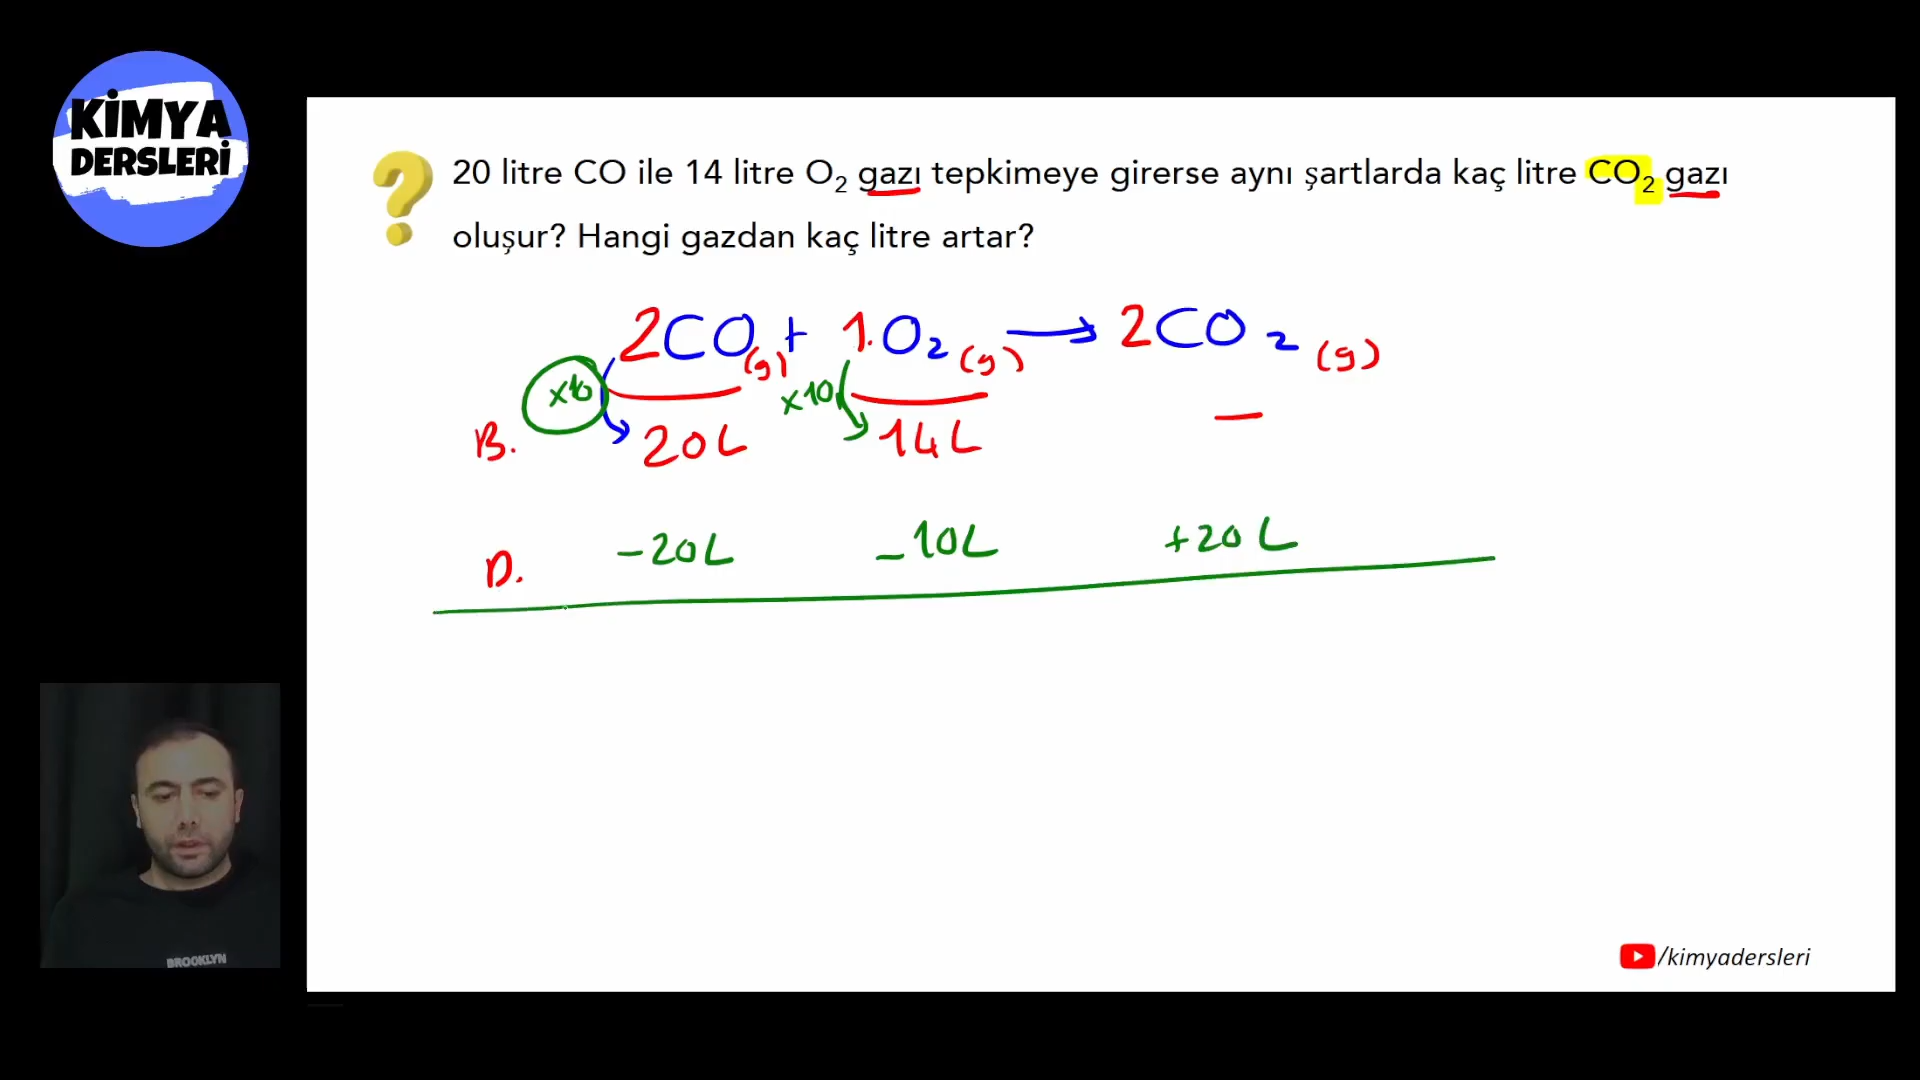 KİMYA
DERSLERİ
20 litre CO ile 14 litre O₂ gazı tepkimeye girerse aynı şartlarda kaç litre CO₂ gazı
oluşur? Hangi gazdan kaç litre artar?
2CO(g) + 1.O₂(g) → 2CO₂(g)
x10 x10
B. 20L 14L —
D. -20L -10L +20L
BROOKLYN
/kimyadersleri